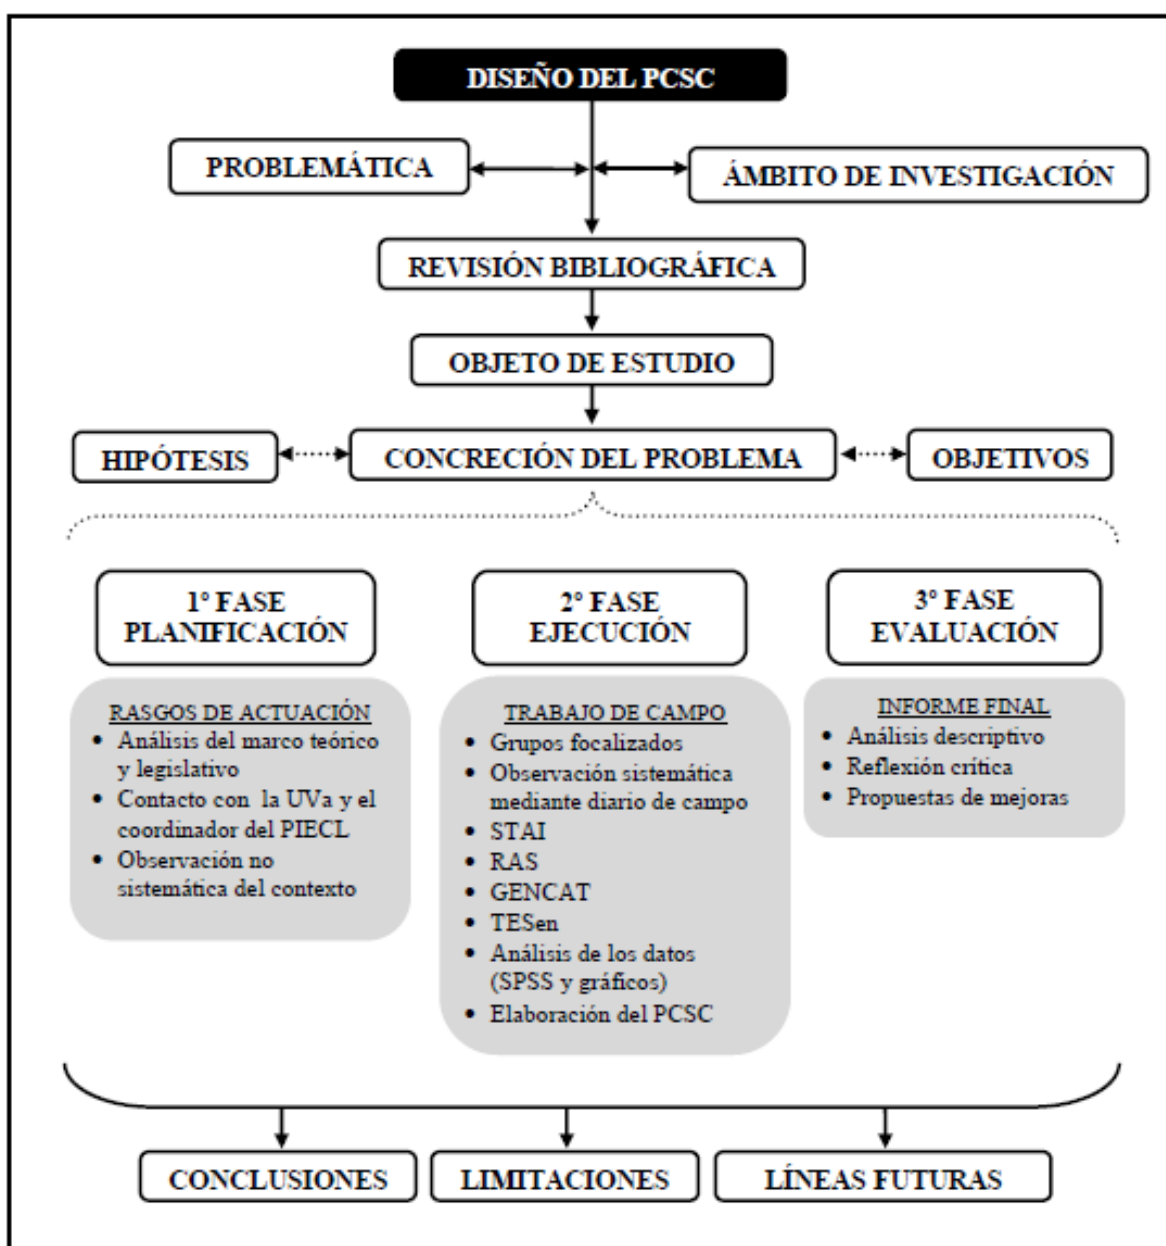 DISEÑO DEL PCSC
PROBLEMÁTICA
ÁMBITO DE INVESTIGACIÓN
REVISIÓN BIBLIOGRÁFICA
OBJETO DE ESTUDIO
HIPÓTESIS
CONCRECIÓN DEL PROBLEMA
OBJETIVOS
1º FASE
PLANIFICACIÓN
RASGOS DE ACTUACIÓN
• Análisis del marco teórico
y legislativo
• Contacto con la UVa y el
coordinador del PIECL
• Observación no
sistemática del contexto
2º FASE
EJECUCIÓN
TRABAJO DE CAMPO
• Grupos focalizados
• Observación sistemática
mediante diario de campo
• STAI
• RAS
• GENCAT
• TESen
• Análisis de los datos
(SPSS y gráficos)
• Elaboración del PCSC
3º FASE
EVALUACIÓN
INFORME FINAL
• Análisis descriptivo
• Reflexión crítica
• Propuestas de mejoras
CONCLUSIONES
LIMITACIONES
LÍNEAS FUTURAS